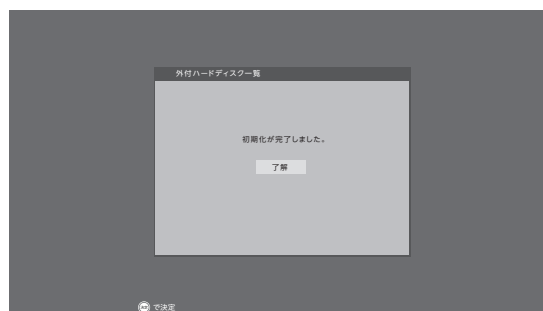 外付ハードディスク一覧
初期化が完了しました。
了解
で決定